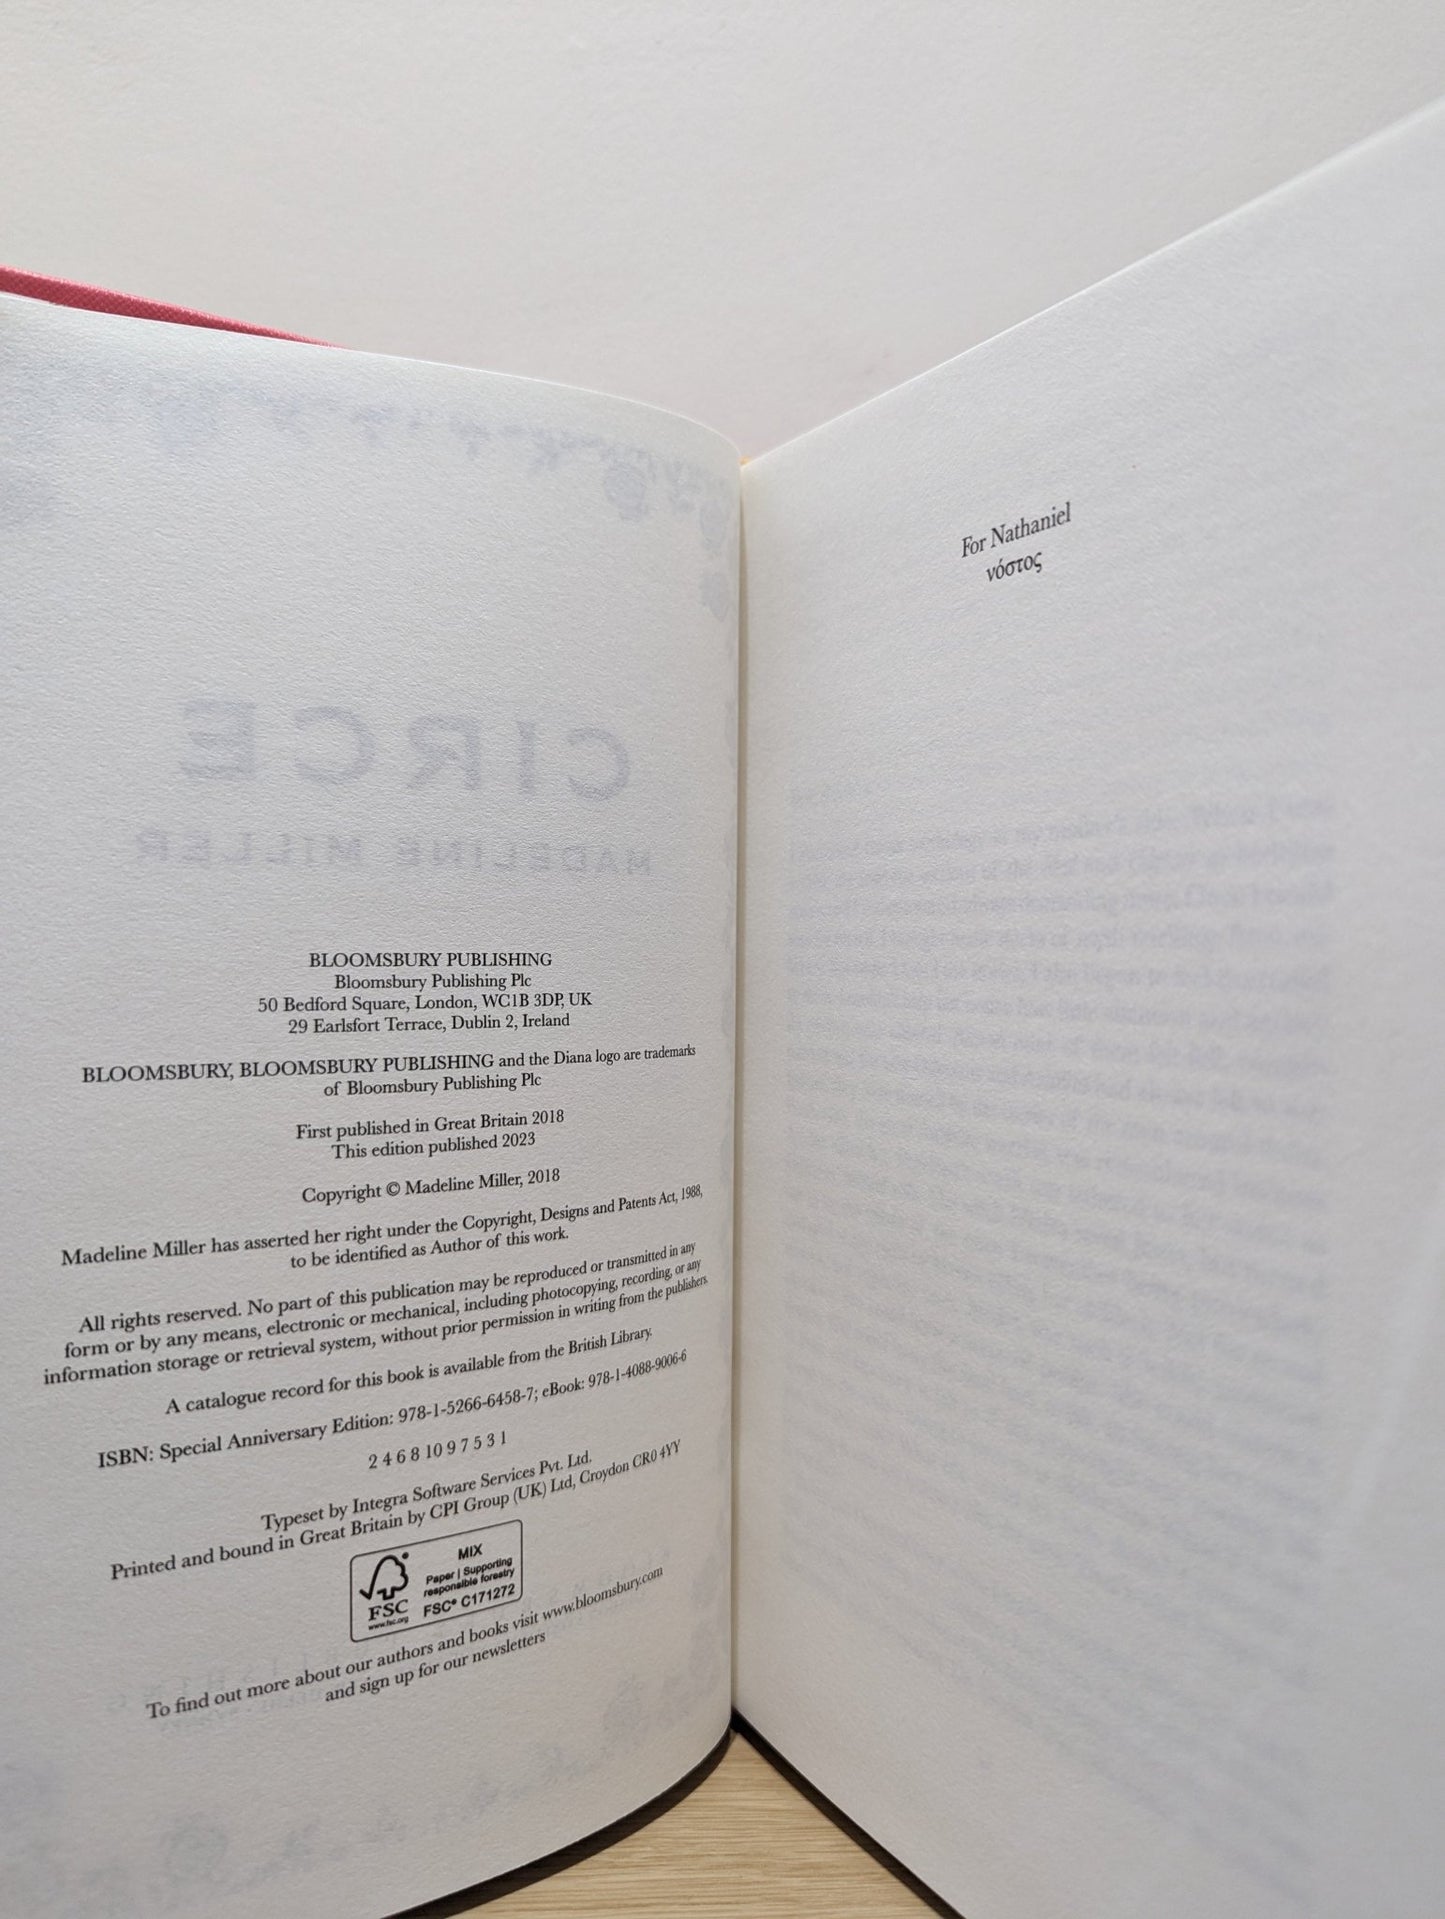 CIRCE
MADELINE MILLER
BLOOMSBURY PUBLISHING
Bloomsbury Publishing Plc
50 Bedford Square, London, WC1B 3DP, UK
29 Earlsfort Terrace, Dublin 2, Ireland
BLOOMSBURY, BLOOMSBURY PUBLISHING and the Diana logo are trademarks
of Bloomsbury Publishing Plc
First published in Great Britain 2018
This edition published 2023
Copyright © Madeline Miller, 2018
Madeline Miller has asserted her right under the Copyright, Designs and Patents Act, 1988,
to be identified as Author of this work.
All rights reserved. No part of this publication may be reproduced or transmitted in any
form or by any means, electronic or mechanical, including photocopying, recording, or any
information storage or retrieval system, without prior permission in writing from the publishers.
A catalogue record for this book is available from the British Library.
ISBN: Special Anniversary Edition: 978-1-5266-6458-7; eBook: 978-1-4088-9006-6
2 4 6 8 10 9 7 5 3 1
Typeset by Integra Software Services Pvt. Ltd.
Printed and bound in Great Britain by CPI Group (UK) Ltd, Croydon CR0 4YY
FSC
www.fsc.org
MIX
Paper | Supporting
responsible forestry
FSC® C171272
To find out more about our authors and books visit www.bloomsbury.com
and sign up for our newsletters
For Nathaniel
νόστος